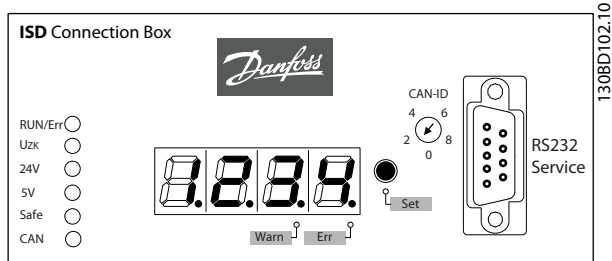 ISD Connection Box
130BD102.10
Danfoss
CAN-ID
4 6
2 8
0
RUN/Err
UZK
24V
5V
Safe
CAN
1.2.3.4.
Set
Warn Err
RS232
Service